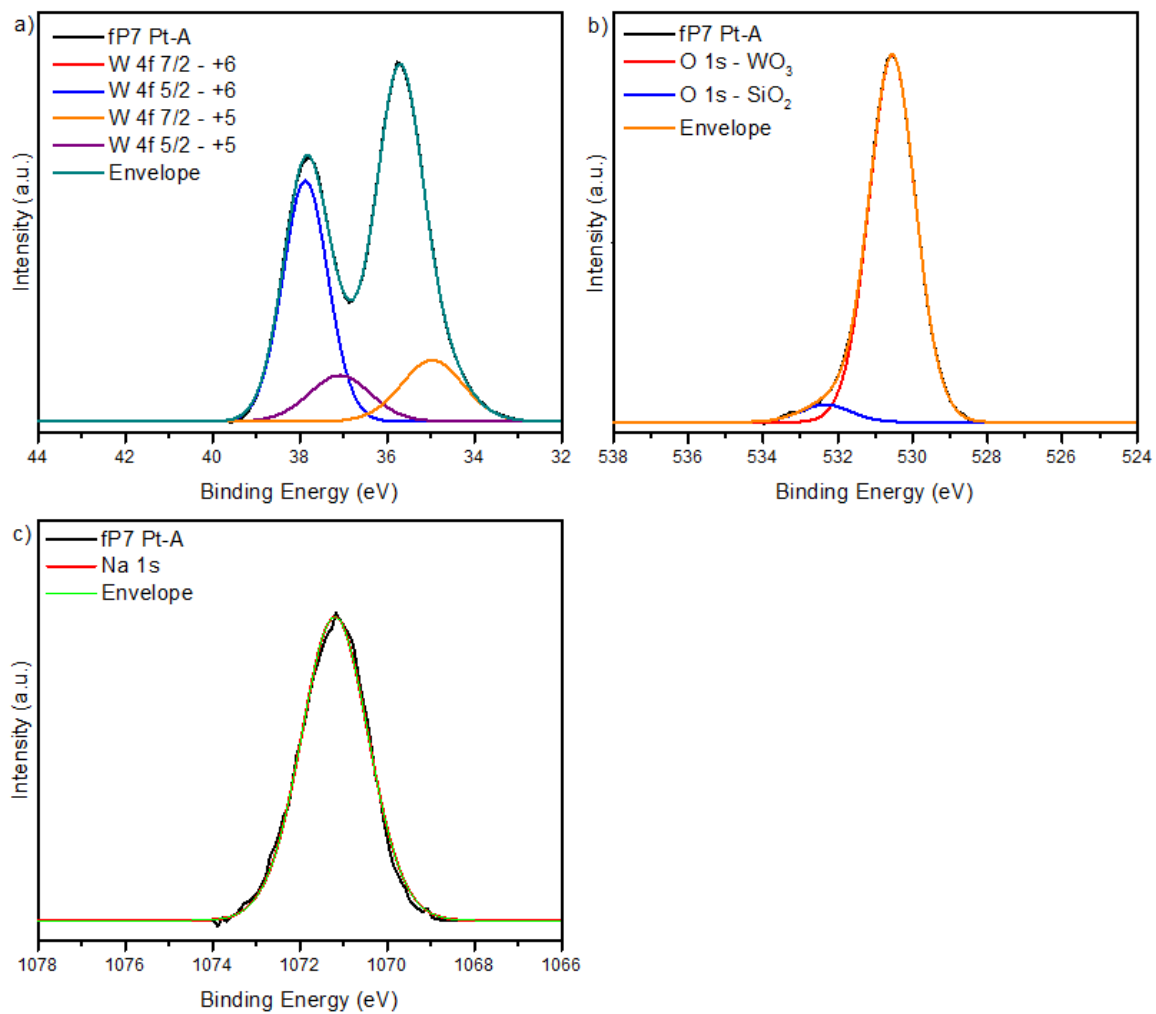 a)
fP7 Pt-A
W 4f 7/2 - +6
W 4f 5/2 - +6
W 4f 7/2 - +5
W 4f 5/2 - +5
Envelope
Intensity (a.u.)
44 42 40 38 36 34 32
Binding Energy (eV)
b)
fP7 Pt-A
O 1s - WO₃
O 1s - SiO₂
Envelope
Intensity (a.u.)
538 536 534 532 530 528 526 524
Binding Energy (eV)
c)
fP7 Pt-A
Na 1s
Envelope
Intensity (a.u.)
1078 1076 1074 1072 1070 1068 1066
Binding Energy (eV)